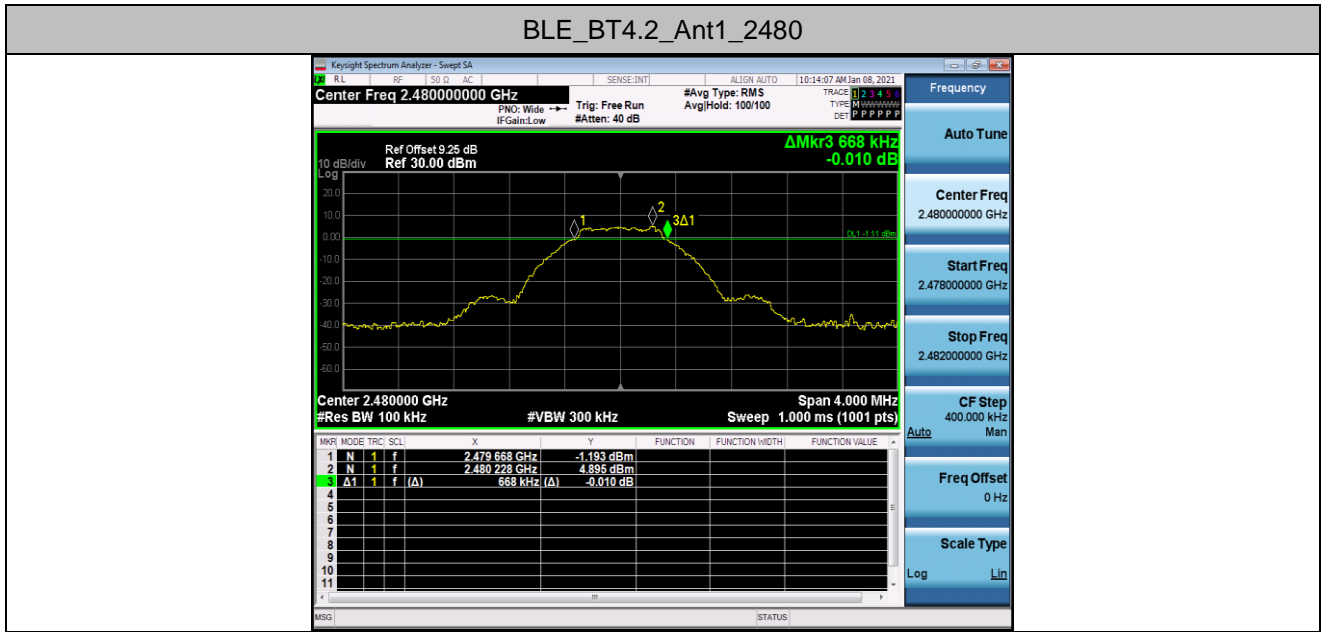 BLE_BT4.2_Ant1_2480
Keysight Spectrum Analyzer - Swept SA
RL RF 50 Ω AC SENSE:INT ALIGN AUTO 10:14:07 AM Jan 08, 2021
Center Freq 2.480000000 GHz
PNO: Wide
IFGain:Low
Trig: Free Run
#Atten: 40 dB
#Avg Type: RMS
Avg|Hold: 100/100
TRACE 1 2 3 4 5 6
TYPE M WWWWW
DET P P P P P P
Frequency
Auto Tune
Center Freq
2.480000000 GHz
Start Freq
2.478000000 GHz
Stop Freq
2.482000000 GHz
CF Step
400.000 kHz
Auto Man
Freq Offset
0 Hz
Scale Type
Log Lin
ΔMkr3 668 kHz
-0.010 dB
Ref Offset 9.25 dB
10 dB/div Ref 30.00 dBm
Log
20.0
10.0
0.00
-10.0
-20.0
-30.0
-40.0
-50.0
-60.0
1
2
3Δ1
DL1 -1.11 dBm
Center 2.480000 GHz Span 4.000 MHz
#Res BW 100 kHz #VBW 300 kHz Sweep 1.000 ms (1001 pts)
MKR MODE TRC SCL X Y FUNCTION FUNCTION WIDTH FUNCTION VALUE
1 N 1 f 2.479 668 GHz -1.193 dBm
2 N 1 f 2.480 228 GHz 4.895 dBm
3 Δ1 1 f (Δ) 668 kHz (Δ) -0.010 dB
4
5
6
7
8
9
10
11
MSG STATUS